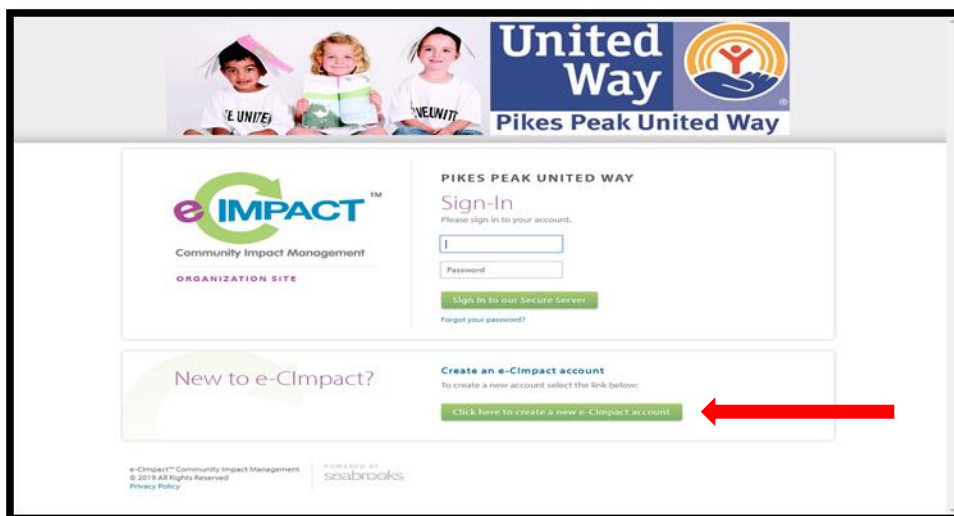 United
Way
®
Pikes Peak United Way
VE UNITE
IVEUNITE
e CIMPACT™
Community Impact Management
ORGANIZATION SITE
PIKES PEAK UNITED WAY
Sign-In
Please sign in to your account.
Password
Sign In to our Secure Server
Forgot your password?
New to e-CImpact?
Create an e-CImpact account
To create a new account select the link below:
Click here to create a new e-CImpact account
e-CImpact™ Community Impact Management
© 2019 All Rights Reserved
Privacy Policy
POWERED BY
seabrooks